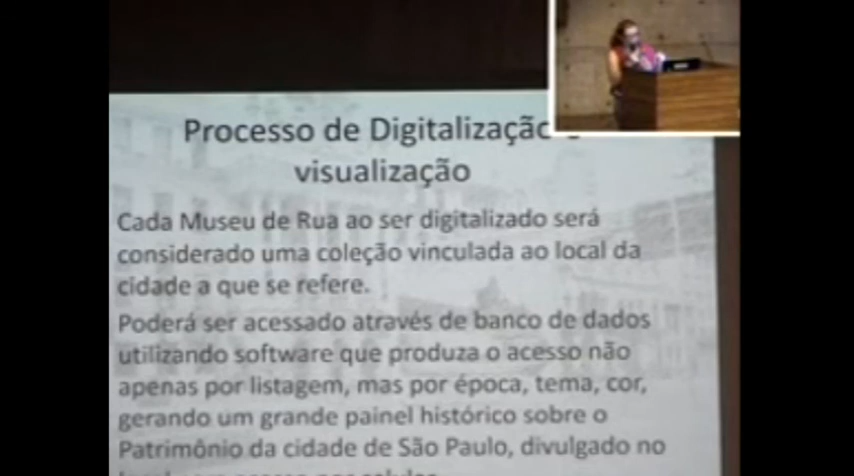 Processo de Digitalização
visualização
Cada Museu de Rua ao ser digitalizado será
considerado uma coleção vinculada ao local da
cidade a que se refere.
Poderá ser acessado através de banco de dados
utilizando software que produza o acesso não
apenas por listagem, mas por época, tema, cor,
gerando um grande painel histórico sobre o
Patrimônio da cidade de São Paulo, divulgado no